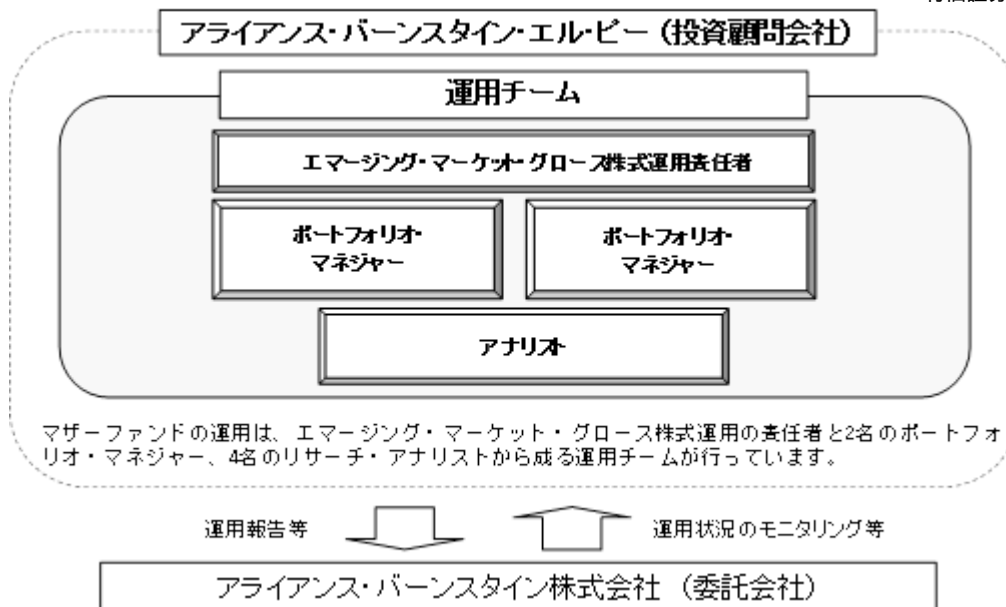 アライアンス・バーンスタイン・エル・ピー（投資顧問会社）
運用チーム
エマージング・マーケット・グロース株式運用責任者
ポートフォリオ・
マネジャー
ポートフォリオ・
マネジャー
アナリスト
マザーファンドの運用は、エマージング・マーケット・グロース株式運用の責任者と2名のポートフォ
リオ・マネジャー、4名のリサーチ・アナリストから成る運用チームが行っています。
運用報告等
運用状況のモニタリング等
アライアンス・バーンスタイン株式会社 （委託会社）